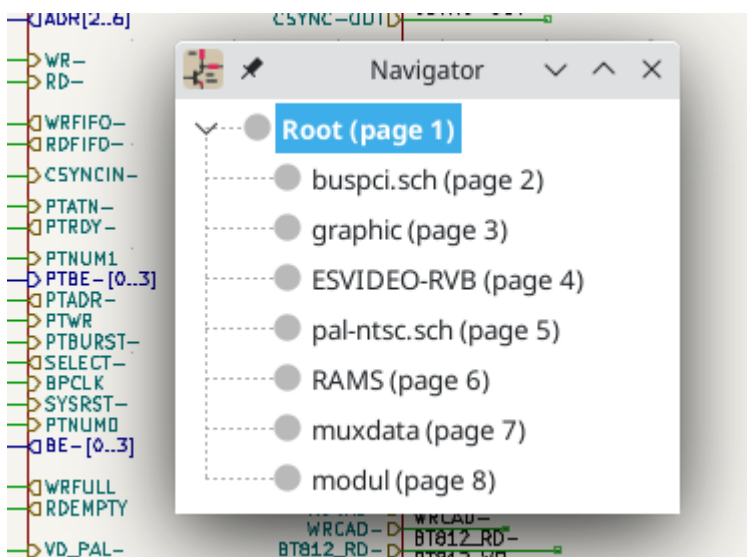 ADR[2..6]
CSYNC-OUT
WR-
RD-
WRFIFO-
RDFIFO-
CSYNCIN-
PTATN-
PTRDY-
PTNUM1
PTBE-[0..3]
PTADR-
PTWR
PTBURST-
SELECT-
BPCLK
SYSRST-
PTNUM0
BE-[0..3]
WRFULL
RDEMPTY
VD_PAL-
Navigator
Root (page 1)
buspci.sch (page 2)
graphic (page 3)
ESVIDEO-RVB (page 4)
pal-ntsc.sch (page 5)
RAMS (page 6)
muxdata (page 7)
modul (page 8)
WRCAD-
WRCAD-
BT812_RD-
BT812_RD-